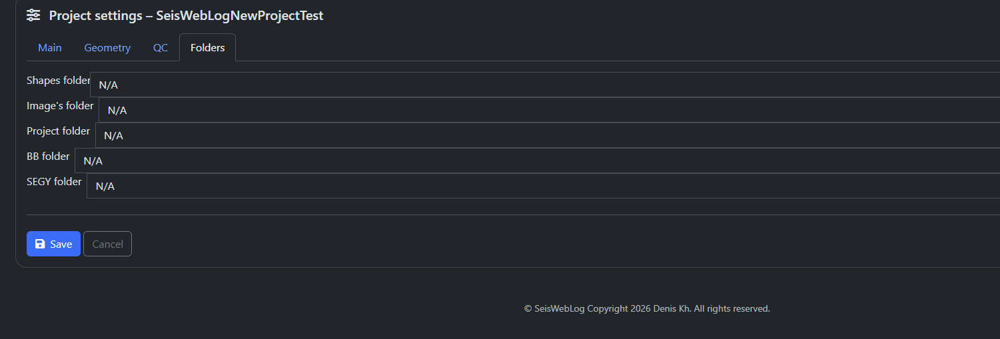 Project settings – SeisWebLogNewProjectTest
Main Geometry QC Folders
Shapes folder N/A
Image's folder N/A
Project folder N/A
BB folder N/A
SEGY folder N/A
Save Cancel
© SeisWebLog Copyright 2026 Denis Kh. All rights reserved.